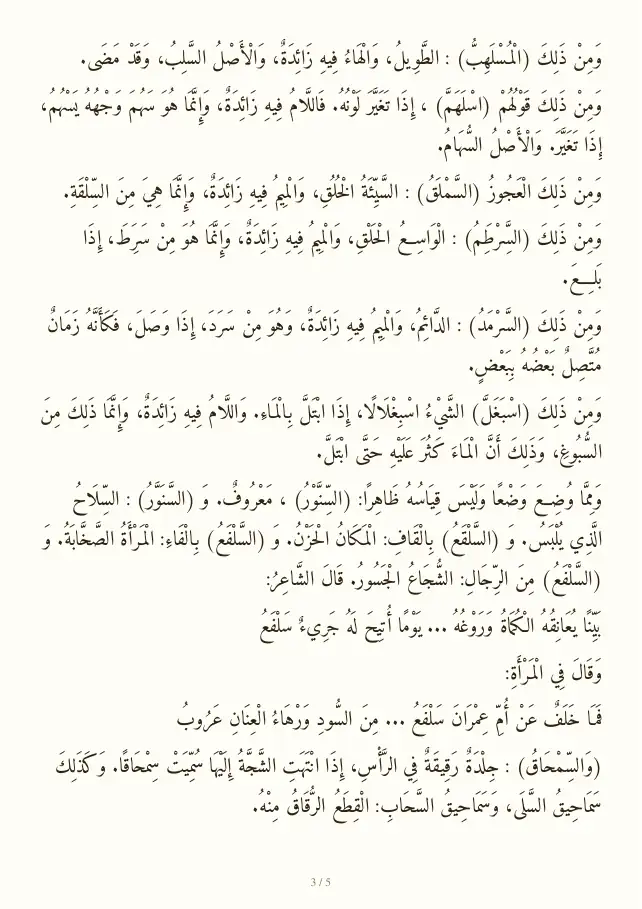 وَمِنْ ذَلِكَ (الْمُسْلَهِبُّ) : الطَّوِيلُ، وَالْهَاءُ فِيهِ زَائِدَةٌ، وَالْأَصْلُ السَّلِبُ، وَقَدْ مَضَى.
وَمِنْ ذَلِكَ قَوْلُهُمْ (اسْلَهَمَّ) ، إِذَا تَغَيَّرَ لَوْنُهُ. فَاللَّامُ فِيهِ زَائِدَةٌ، وَإِنَّمَا هُوَ سَهُمَ وَجْهُهُ يَسْهُمُ،
إِذَا تَغَيَّرَ. وَالْأَصْلُ السُّهَامُ.
وَمِنْ ذَلِكَ الْعَجُوزُ (السَّمْلَقُ) : السَّيِّئَةُ الْخُلُقِ، وَالْمِيمُ فِيهِ زَائِدَةٌ، وَإِنَّمَا هِيَ مِنَ السِّلْقَةِ.
وَمِنْ ذَلِكَ (السَّرْطَمُ) : الْوَاسِعُ الْحَلْقِ، وَالْمِيمُ فِيهِ زَائِدَةٌ، وَإِنَّمَا هُوَ مِنْ سَرَطَ، إِذَا
بَلِعَ.
وَمِنْ ذَلِكَ (السَّرْمَدُ) : الدَّائِمُ، وَالْمِيمُ فِيهِ زَائِدَةٌ، وَهُوَ مِنْ سَرَدَ، إِذَا وَصَلَ، فَكَأَنَّهُ زَمَانٌ
مُتَّصِلٌ بَعْضُهُ بِبَعْضٍ.
وَمِنْ ذَلِكَ (اسْبَغَلَّ) الشَّيْءُ اسْبِغْلَالًا، إِذَا ابْتَلَّ بِالْمَاءِ. وَاللَّامُ فِيهِ زَائِدَةٌ، وَإِنَّمَا ذَلِكَ مِنَ
السُّبُوغِ، وَذَلِكَ أَنَّ الْمَاءَ كَثُرَ عَلَيْهِ حَتَّى ابْتَلَّ.
وَمِمَّا وُضِعَ وَضْعًا وَلَيْسَ قِيَاسُهُ ظَاهِرًا: (السِّنَّوْرُ) ، مَعْرُوفٌ. وَ (السَّنَوَّرُ) : السِّلَاحُ
الَّذِي يُلْبَسُ. وَ (السَّلْقَعُ) بِالْقَافِ: الْمَكَانُ الْحَزْنُ. وَ (السَّلْفَعُ) بِالْفَاءِ: الْمَرْأَةُ الصَّخَّابَةُ. وَ
(السَّلْفَعُ) مِنَ الرِّجَالِ: الشُّجَاعُ الْجَسُورُ. قَالَ الشَّاعِرُ:
بَيْنًا يُعَانِقُهُ الْكُمَاةُ وَرَوْغُهُ ... يَوْمًا أُتِيحَ لَهُ جَرِيءٌ سَلْفَعُ
وَقَالَ فِي الْمَرْأَةِ:
فَمَا خَلَفٌ عَنْ أُمِّ عِمْرَانَ سَلْفَعُ ... مِنَ السُّودِ وَرْهَاءُ الْعِنَانِ عَرُوبُ
(وَالسِّمْحَاقُ) : جِلْدَةٌ رَقِيقَةٌ فِي الرَّأْسِ، إِذَا انْتَهَتِ الشَّجَّةُ إِلَيْهَا سُمِّيَتْ سِمْحَاقًا. وَكَذَلِكَ
سَمَاحِيقُ السَّلَى، وَسَمَاحِيقُ السَّحَابِ: الْقِطَعُ الرِّقَاقُ مِنْهُ.
3 / 5